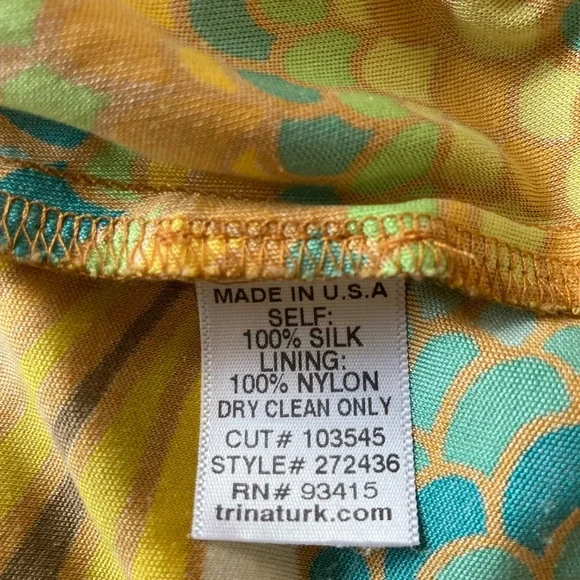 MADE IN U.S.A
SELF:
100% SILK
LINING:
100% NYLON
DRY CLEAN ONLY
CUT# 103545
STYLE# 272436
RN# 93415
trinaturk.com